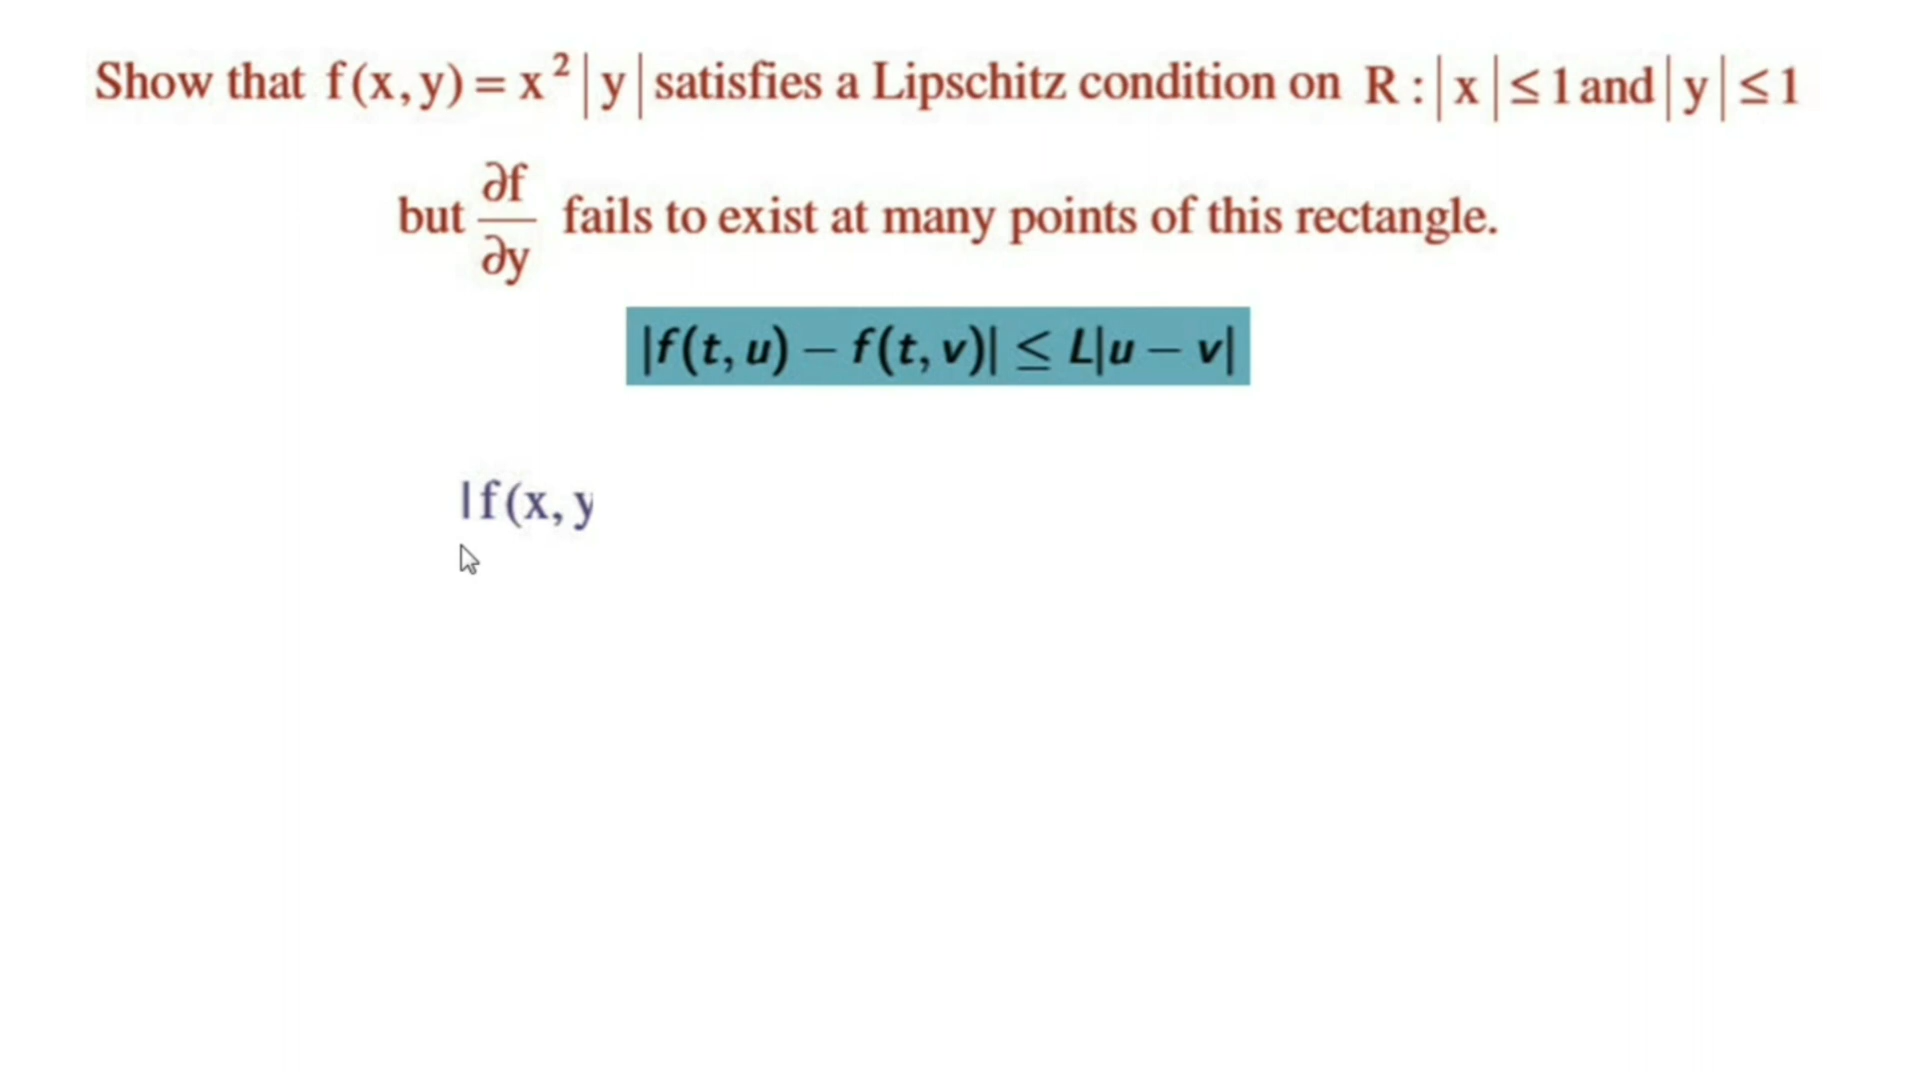 Show that f(x, y) = x² | y | satisfies a Lipschitz condition on R : | x | ≤ 1 and | y | ≤ 1
but ∂f/∂y fails to exist at many points of this rectangle.
|f(t, u) − f(t, v)| ≤ L|u − v|
|f(x, y